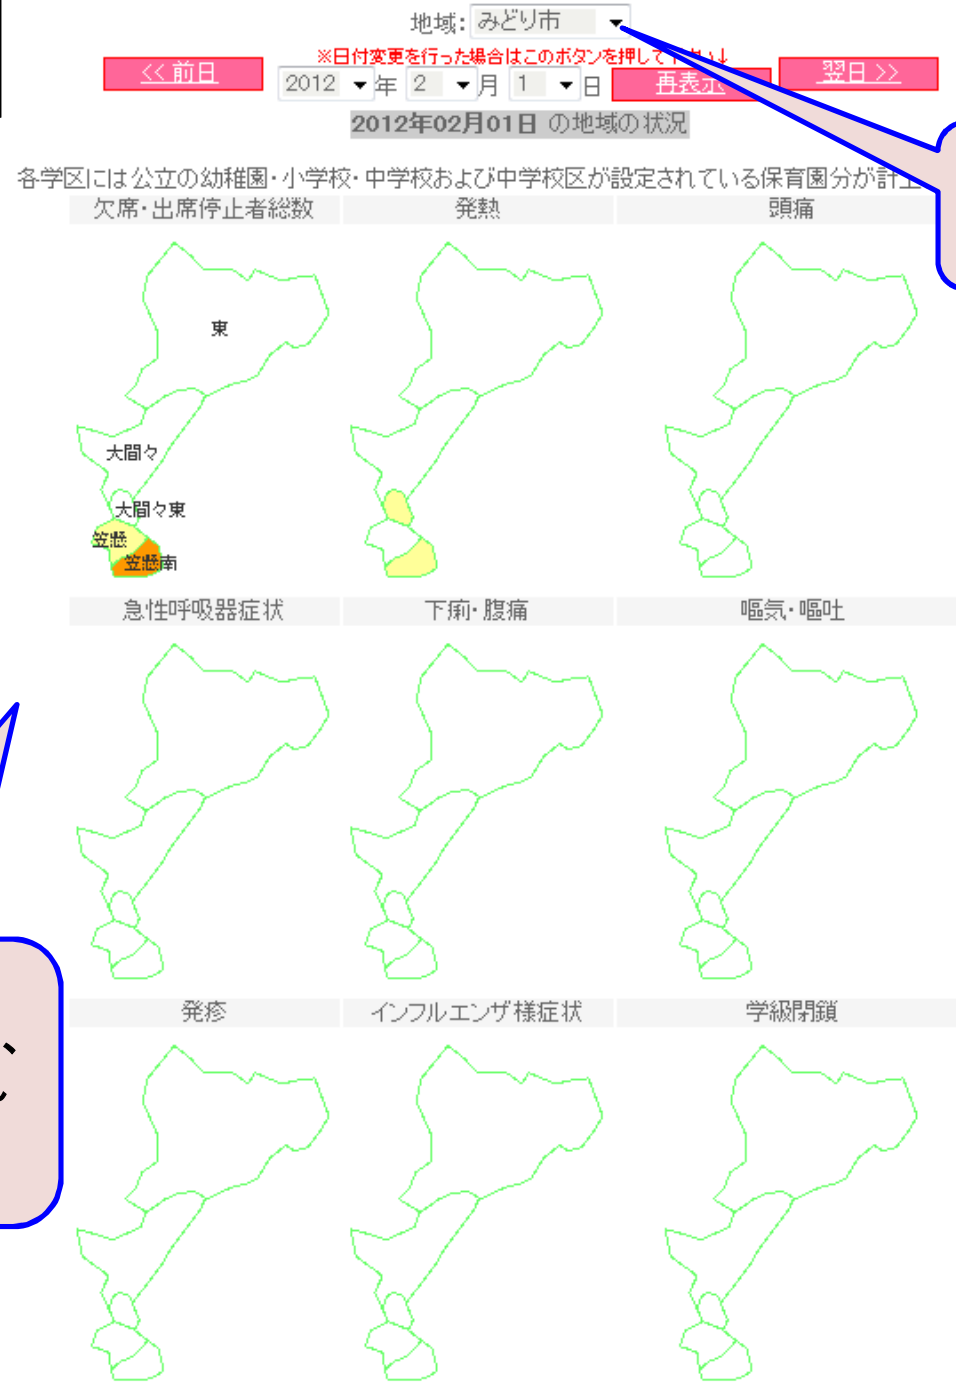 地域: みどり市
※日付変更を行った場合はこのボタンを押して
<< 前日
2012 年 2 月 1 日 再表示
翌日 >>
2012年02月01日 の地域の状況
各学区には公立の幼稚園・小学校・中学校および中学校区が設定されている保育園分が計上
欠席・出席停止者総数 発熱 頭痛
東
大間々
大間々東
笠懸
笠懸南
急性呼吸器症状 下痢・腹痛 嘔気・嘔吐
発疹 インフルエンザ様症状 学級閉鎖